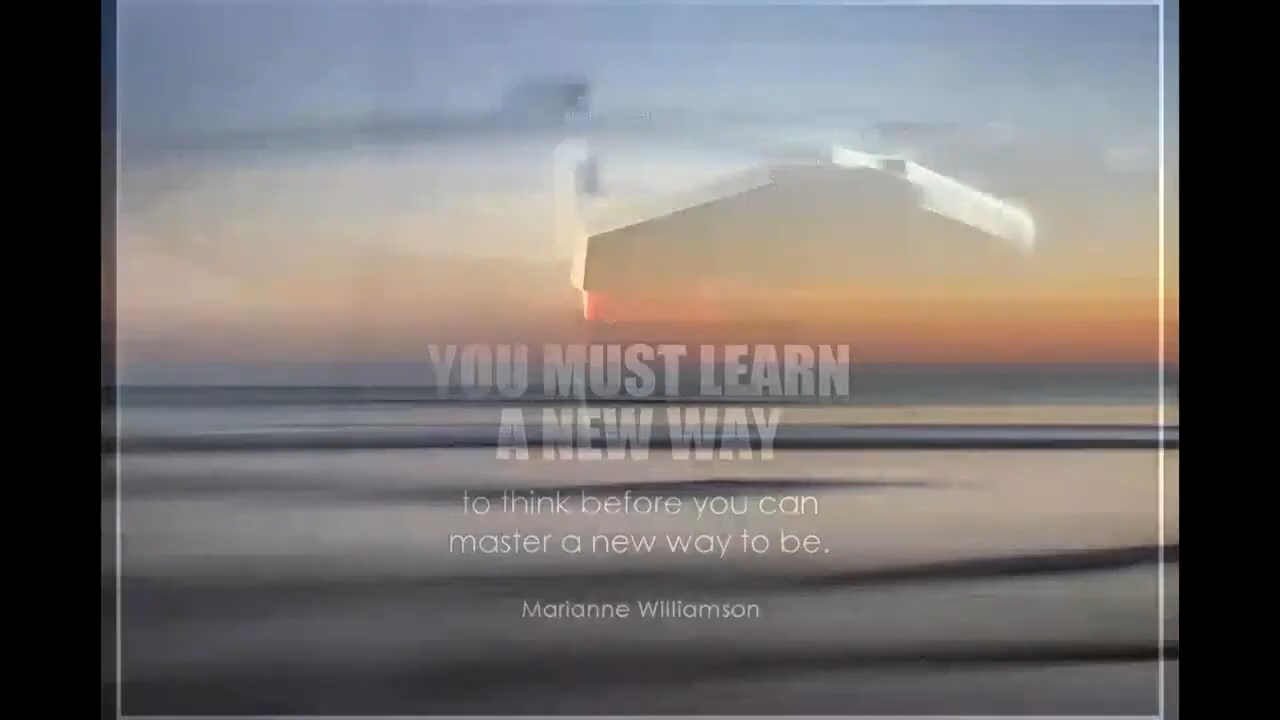 YOU MUST LEARN
A NEW WAY
to think before you can
master a new way to be.
Marianne Williamson